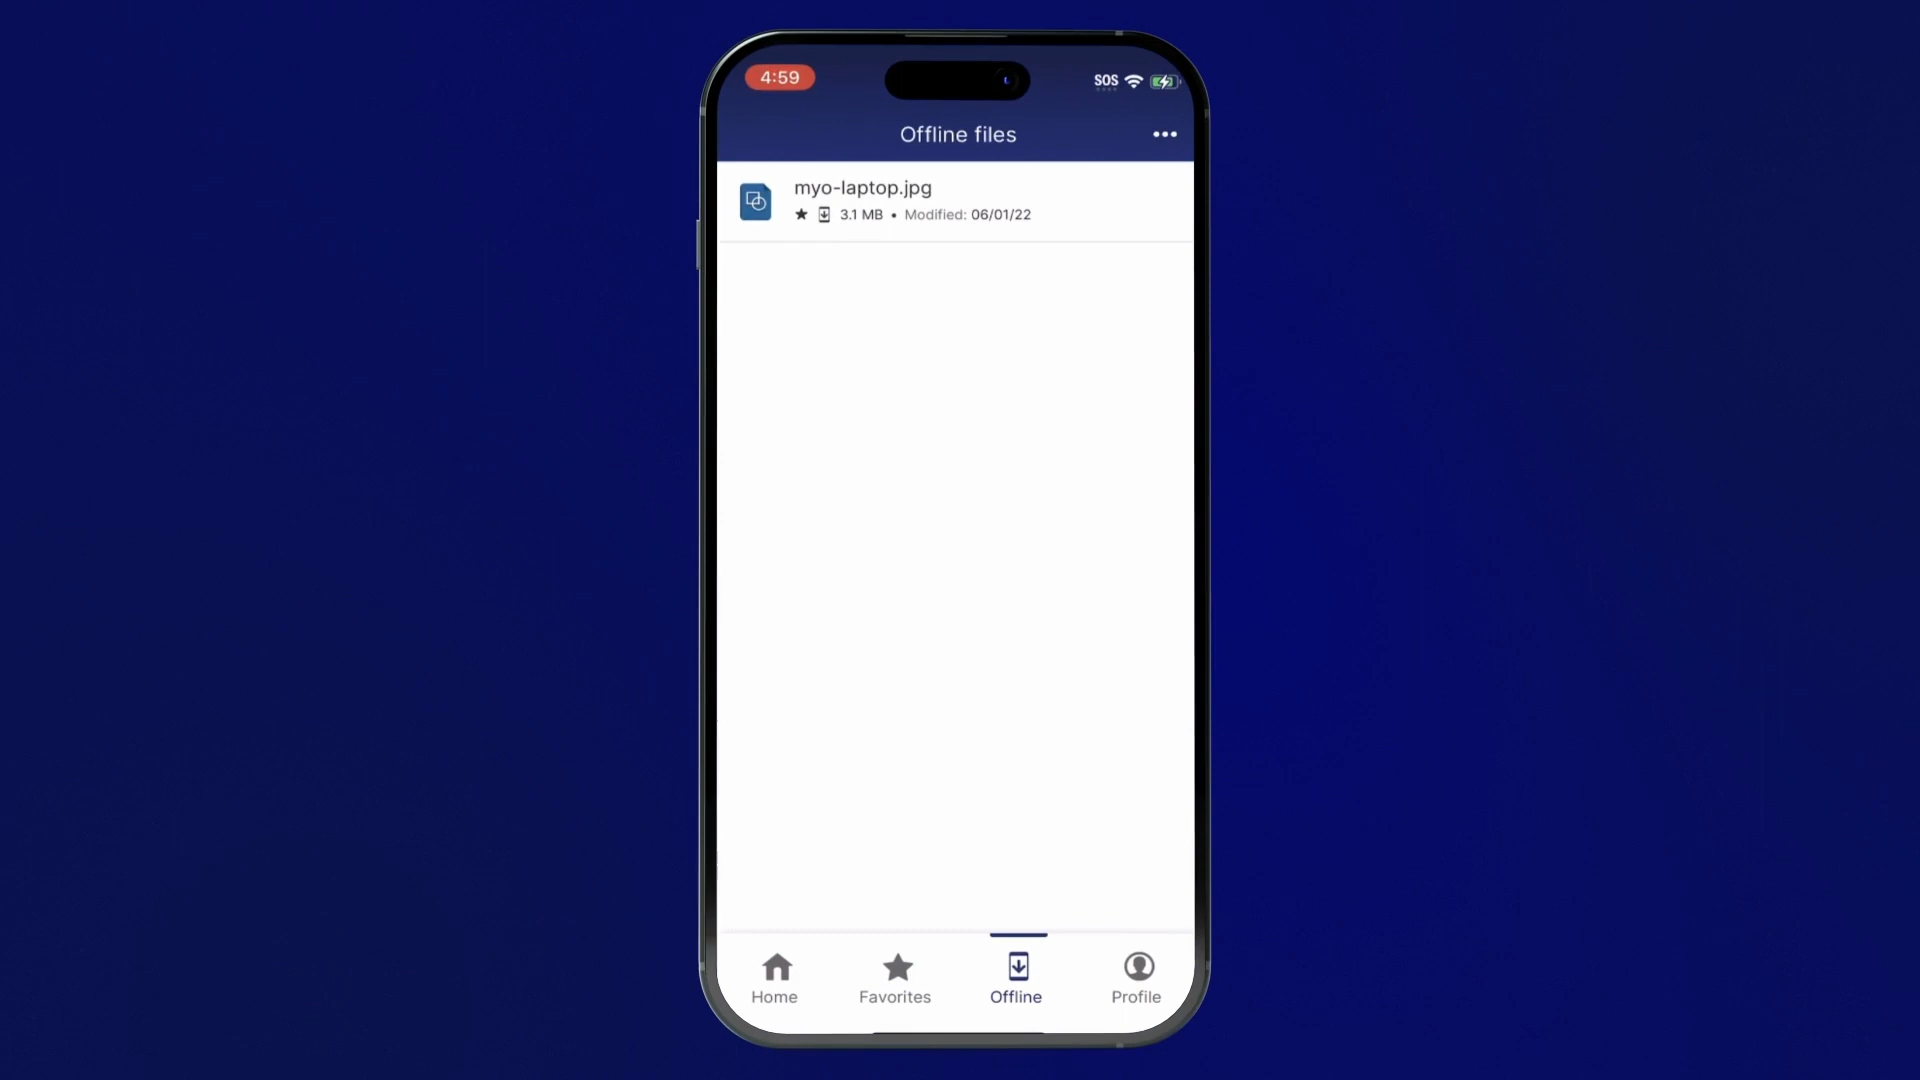 4:59
SOS
Offline files
myo-laptop.jpg
3.1 MB • Modified: 06/01/22
Home
Favorites
Offline
Profile